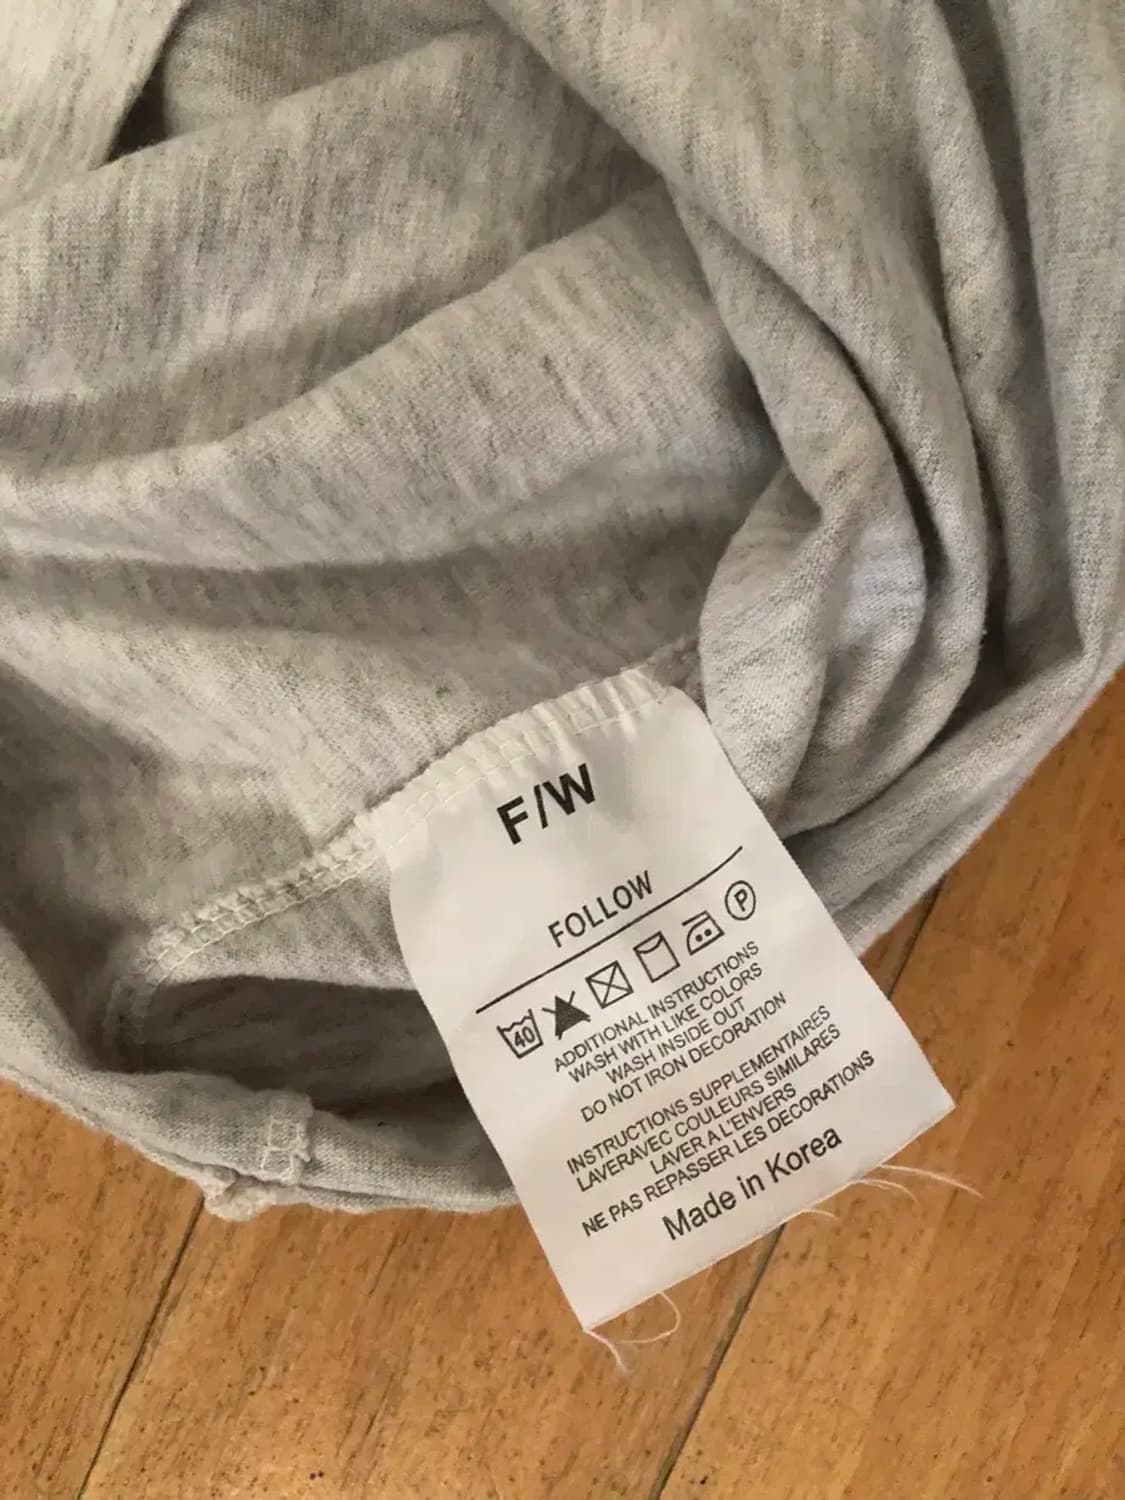 F/W
FOLLOW
40 P
ADDITIONAL INSTRUCTIONS
WASH WITH LIKE COLORS
WASH INSIDE OUT
DO NOT IRON DECORATION
INSTRUCTIONS SUPPLEMENTAIRES
LAVERAVEC COULEURS SIMILARES
LAVER A L'ENVERS
NE PAS REPASSER LES DECORATIONS
Made in Korea